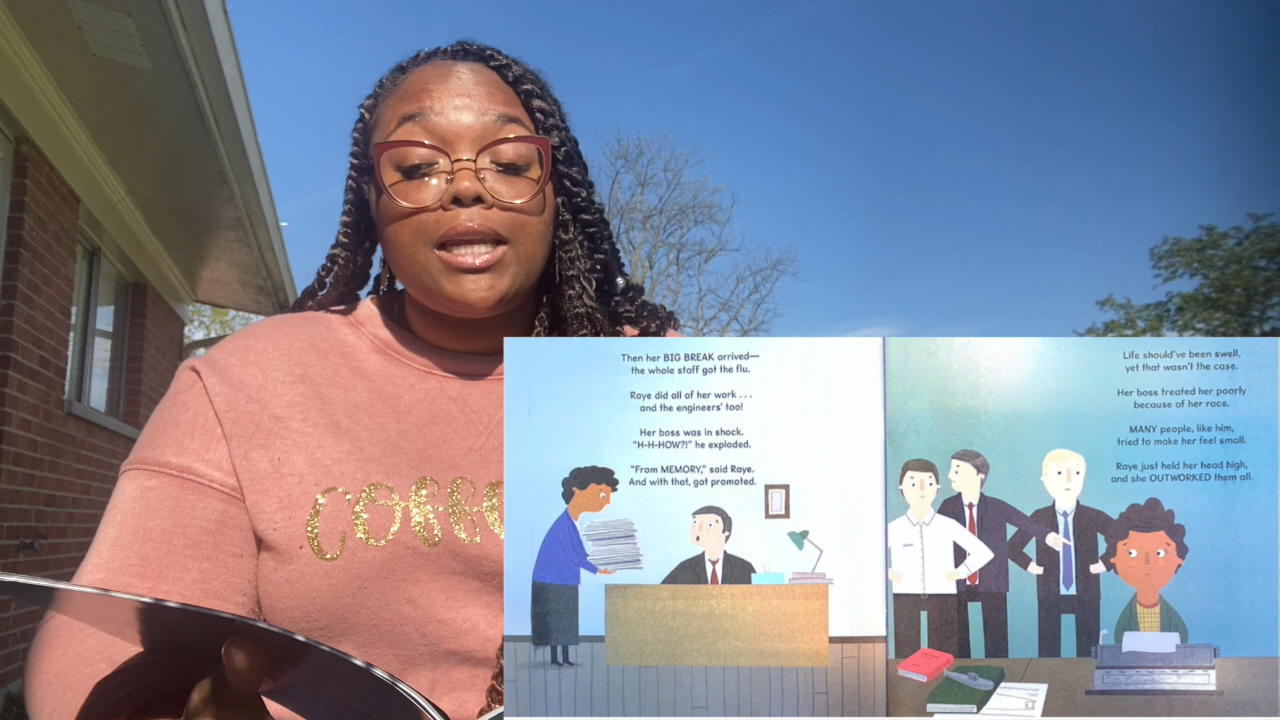 COFFE
Then her BIG BREAK arrived—
the whole staff got the flu.
Raye did all of her work . . .
and the engineers' too!
Her boss was in shock.
"H-H-HOW?!" he exploded.
"From MEMORY," said Raye.
And with that, got promoted.
Life should've been swell,
yet that wasn't the case.
Her boss treated her poorly
because of her race.
MANY people, like him,
tried to make her feel small.
Raye just held her head high,
and she OUTWORKED them all.